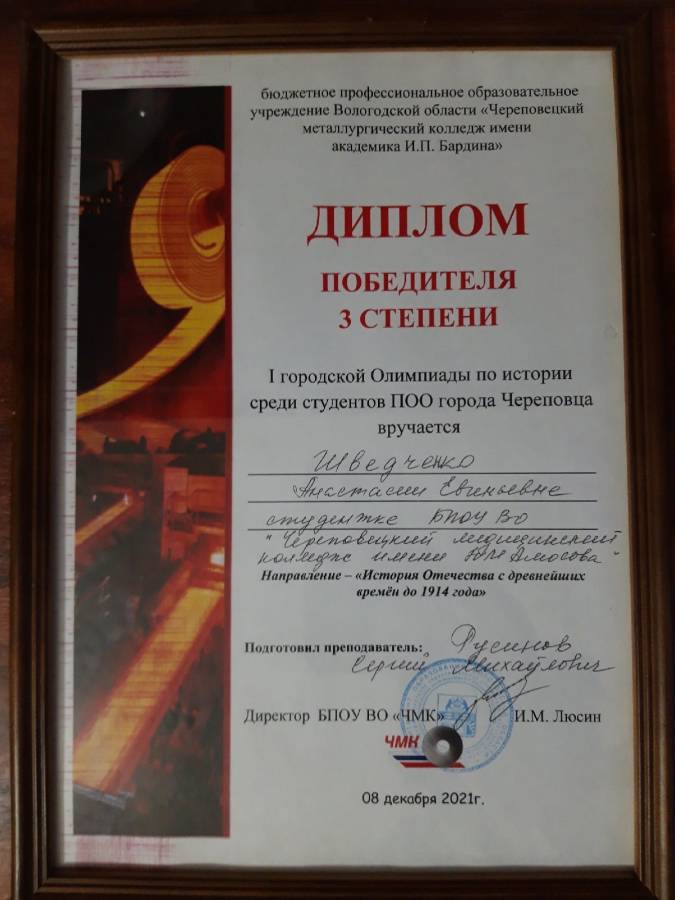 бюджетное профессиональное образовательное
учреждение Вологодской области «Череповецкий
металлургический колледж имени
академика И.П. Бардина»
ДИПЛОМ
ПОБЕДИТЕЛЯ
3 СТЕПЕНИ
I городской Олимпиады по истории
среди студентов ПОО города Череповца
вручается
Шведченко
Анастасии Евгеньевне
студентке БПОУ ВО
"Череповецкий медицинский
колледж имени Н.М. Амосова"
Направление – «История Отечества с древнейших
времён до 1914 года»
Подготовил преподаватель: Русинов
Сергей Михайлович
Директор БПОУ ВО «ЧМК» И.М. Люсин
ЧМК
08 декабря 2021г.